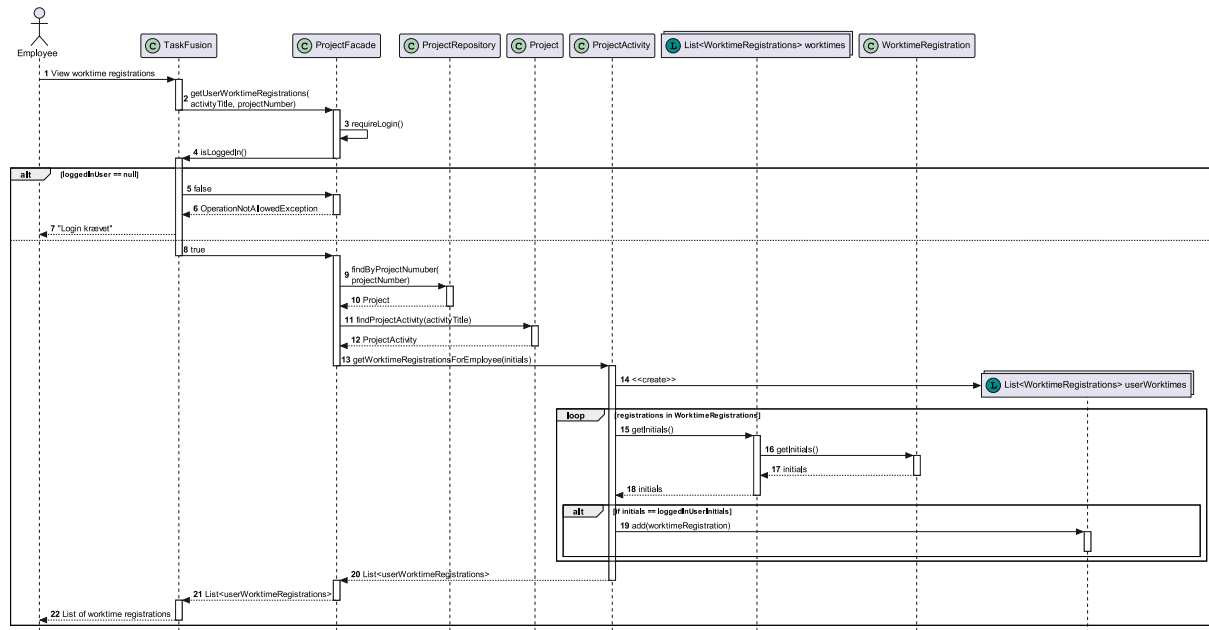 Employee
C TaskFusion
C ProjectFacade
C ProjectRepository
C Project
C ProjectActivity
L List<WorktimeRegistrations> worktimes
C WorktimeRegistration
1 View worktime registrations
2 getUserWorktimeRegistrations(
activityTitle, projectNumber)
3 requireLogin()
4 isLoggedIn()
alt [loggedInUser == null]
5 false
6 OperationNotAllowedException
7 "Login krævet"
8 true
9 findByProjectNumuber(
projectNumber)
10 Project
11 findProjectActivity(activityTitle)
12 ProjectActivity
13 getWorktimeRegistrationsForEmployee(initials)
14 <<create>>
L List<WorktimeRegistrations> userWorktimes
loop [registrations in WorktimeRegistrations]
15 getInitials()
16 getInitials()
17 initials
18 initials
alt [if initials == loggedInUserInitials]
19 add(worktimeRegistration)
20 List<userWorktimeRegistrations>
21 List<userWorktimeRegistrations>
22 List of worktime registrations